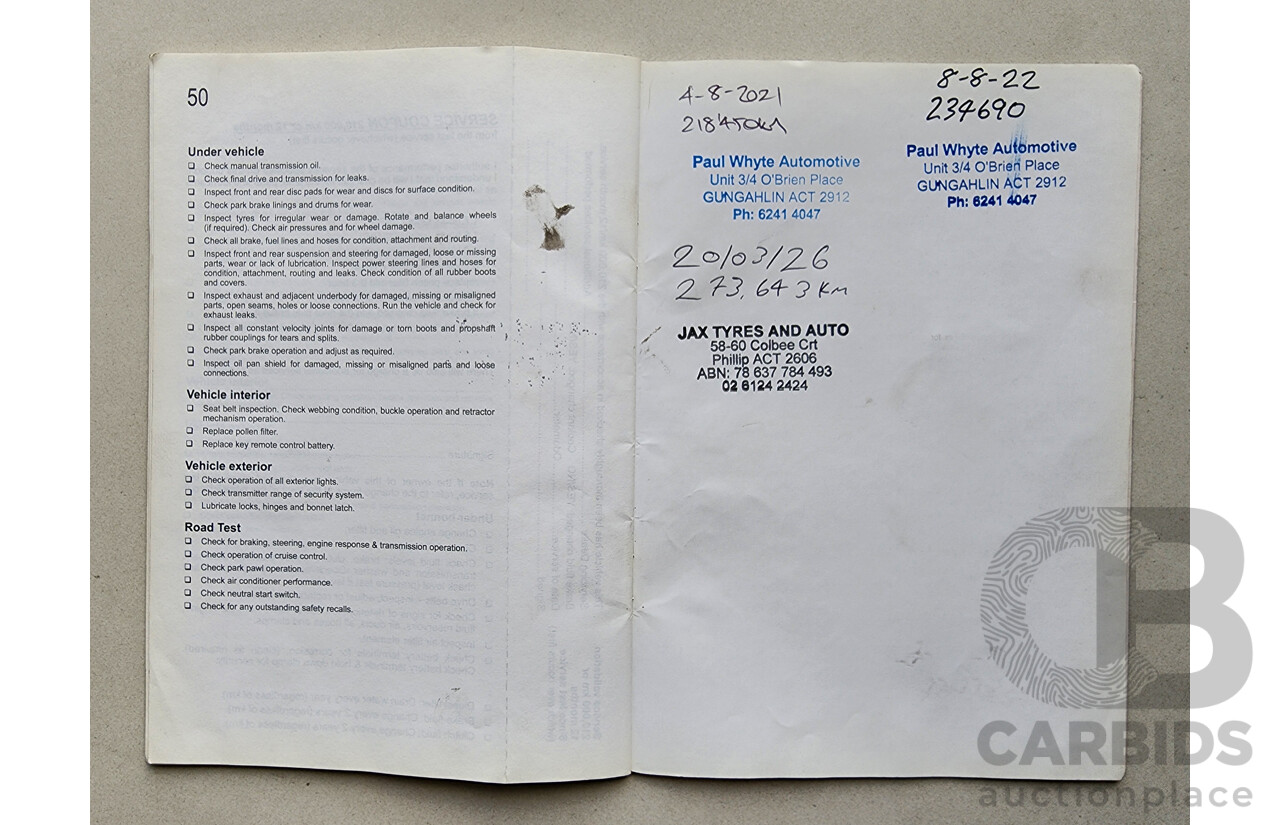 50
Under vehicle
❏ Check manual transmission oil.
❏ Check final drive and transmission for leaks.
❏ Inspect front and rear disc pads for wear and discs for surface condition.
❏ Check park brake linings and drums for wear.
❏ Inspect tyres for irregular wear or damage. Rotate and balance wheels
(if required). Check air pressures and for wheel damage.
❏ Check all brake, fuel lines and hoses for condition, attachment and routing.
❏ Inspect front and rear suspension and steering for damaged, loose or missing
parts, wear or lack of lubrication. Inspect power steering lines and hoses for
condition, attachment, routing and leaks. Check condition of all rubber boots
and covers.
❏ Inspect exhaust and adjacent underbody for damaged, missing or misaligned
parts, open seams, holes or loose connections. Run the vehicle and check for
exhaust leaks.
❏ Inspect all constant velocity joints for damage or torn boots and propshaft
rubber couplings for tears and splits.
❏ Check park brake operation and adjust as required.
❏ Inspect oil pan shield for damaged, missing or misaligned parts and loose
connections.
Vehicle interior
❏ Seat belt inspection. Check webbing condition, buckle operation and retractor
mechanism operation.
❏ Replace pollen filter.
❏ Replace key remote control battery.
Vehicle exterior
❏ Check operation of all exterior lights.
❏ Check transmitter range of security system.
❏ Lubricate locks, hinges and bonnet latch.
Road Test
❏ Check for braking, steering, engine response & transmission operation.
❏ Check operation of cruise control.
❏ Check park pawl operation.
❏ Check air conditioner performance.
❏ Check neutral start switch.
❏ Check for any outstanding safety recalls.
4-8-2021
218450km
Paul Whyte Automotive
Unit 3/4 O'Brien Place
GUNGAHLIN ACT 2912
Ph: 6241 4047
8-8-22
234690
Paul Whyte Automotive
Unit 3/4 O'Brien Place
GUNGAHLIN ACT 2912
Ph: 6241 4047
20/03/26
273,643km
JAX TYRES AND AUTO
58-60 Colbee Crt
Phillip ACT 2606
ABN: 78 637 784 493
02 6124 2424
CARBIDS
auctionplace